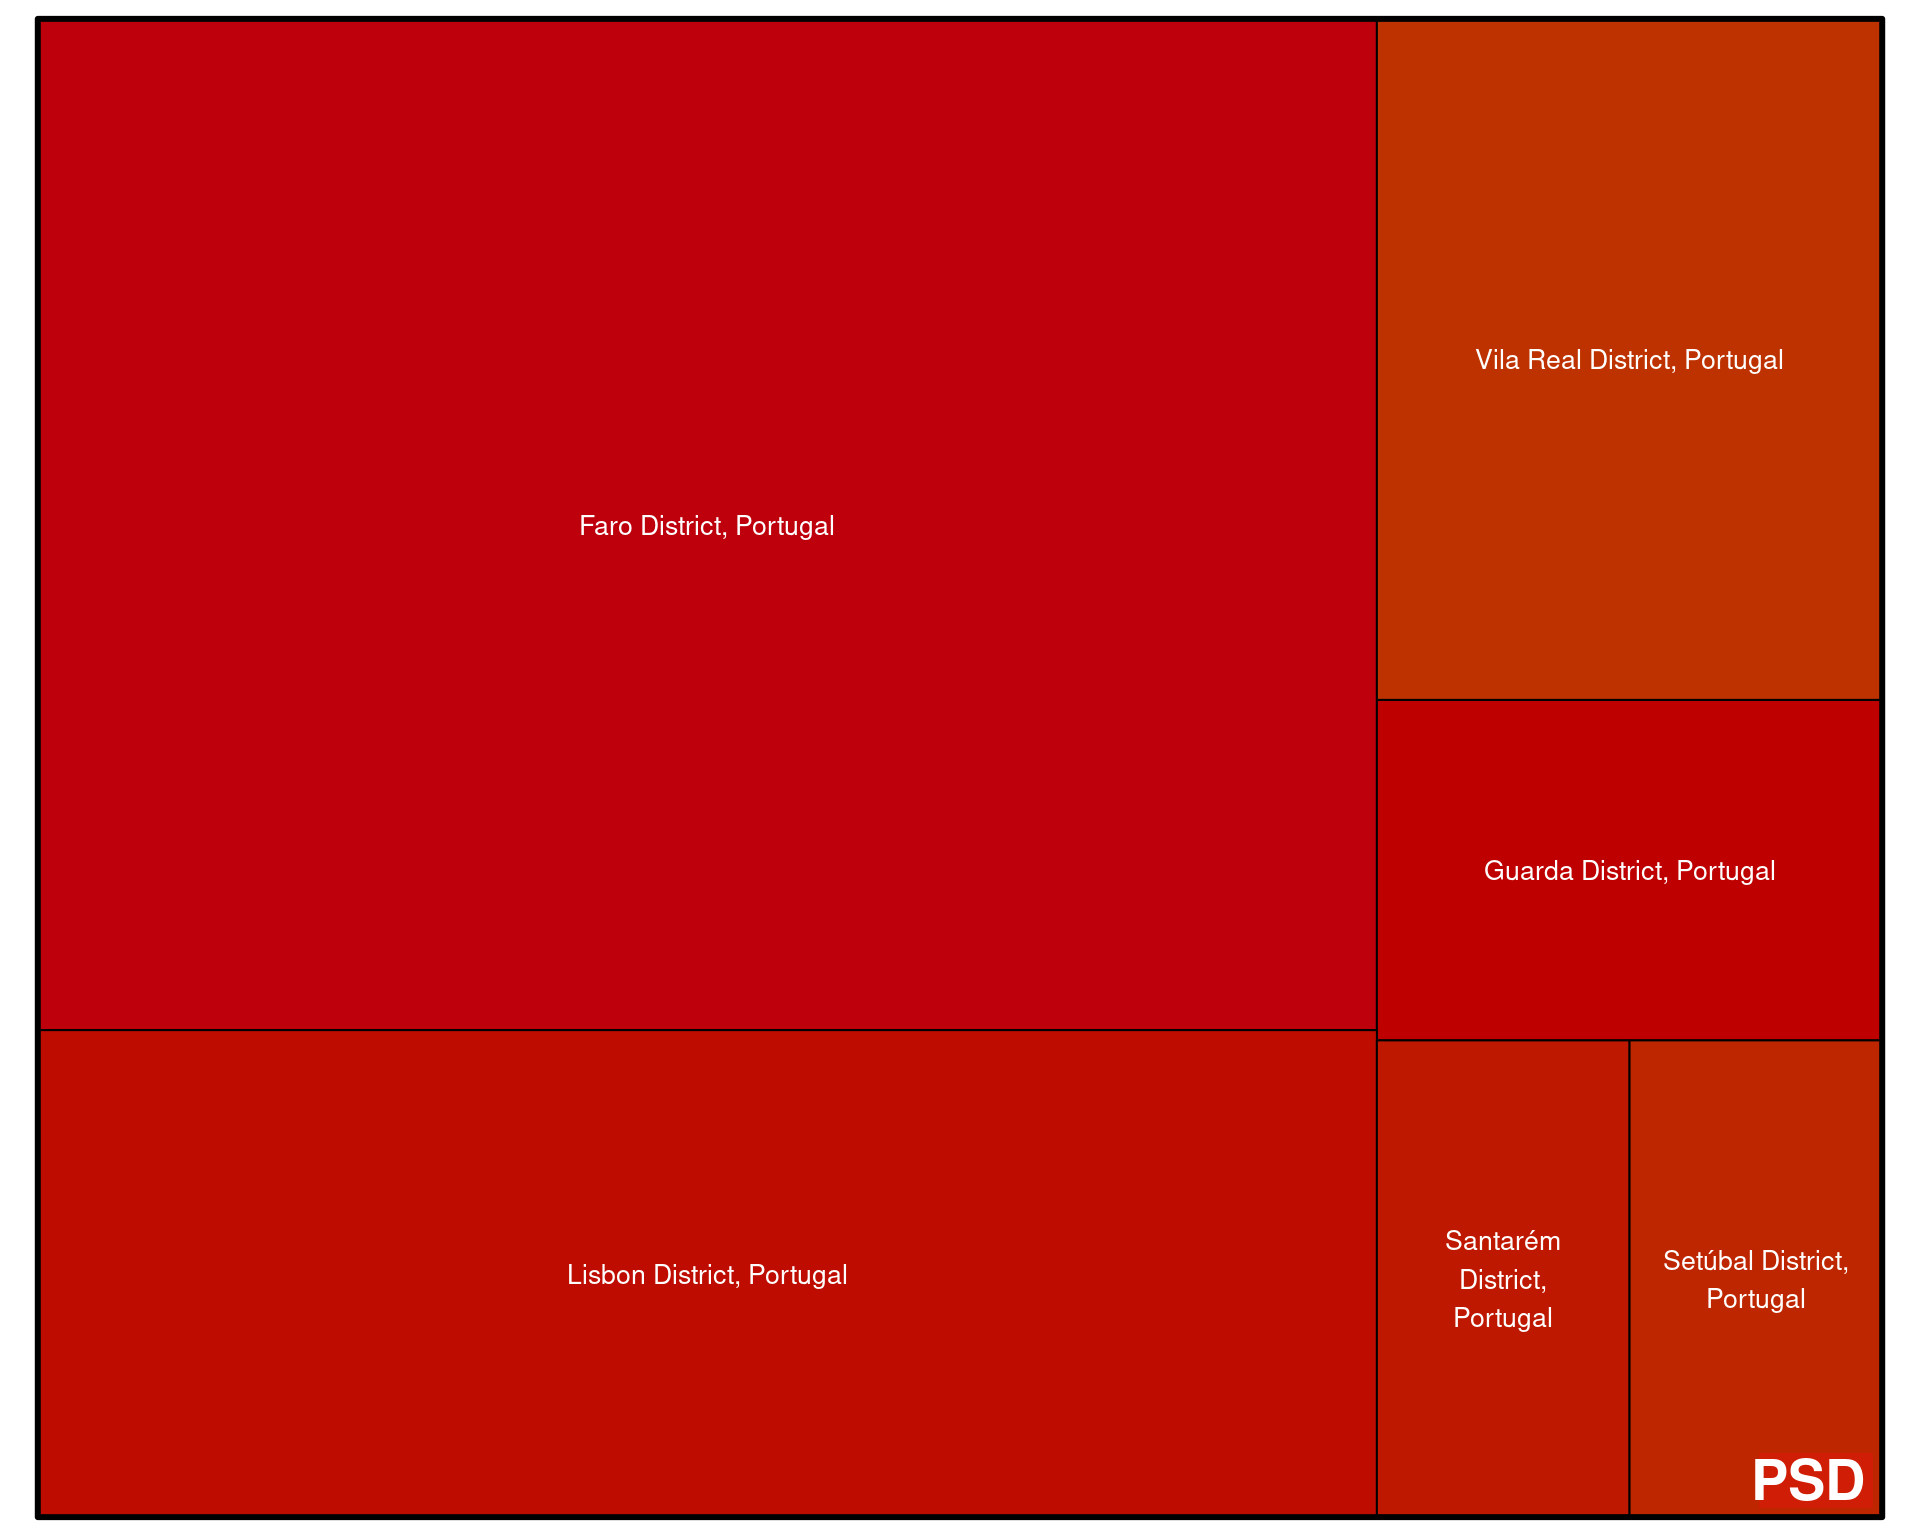 Faro District, Portugal
Lisbon District, Portugal
Vila Real District, Portugal
Guarda District, Portugal
Santarém
District,
Portugal
Setúbal District,
Portugal
PSD